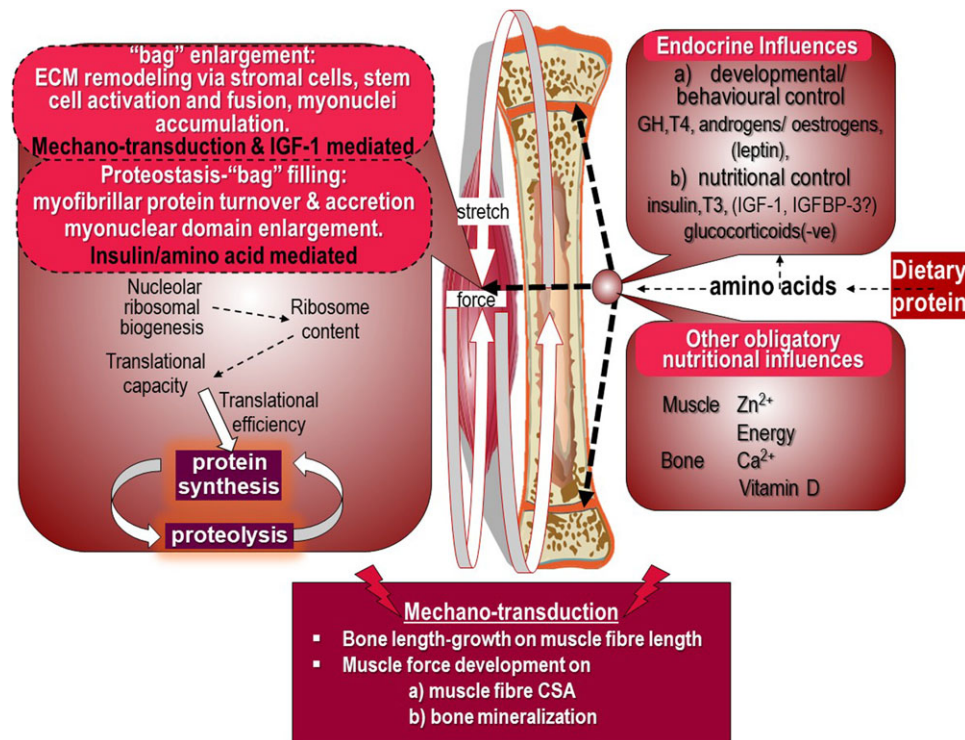 “bag” enlargement:
ECM remodeling via stromal cells, stem
cell activation and fusion, myonuclei
accumulation.
Mechano-transduction & IGF-1 mediated
Proteostasis-“bag” filling:
myofibrillar protein turnover & accretion
myonuclear domain enlargement.
Insulin/amino acid mediated
Nucleolar
ribosomal
biogenesis
Ribosome
content
Translational
capacity
Translational
efficiency
protein
synthesis
proteolysis
stretch
force
Endocrine Influences
a) developmental/
behavioural control
GH,T4, androgens/ oestrogens,
(leptin),
b) nutritional control
insulin,T3, (IGF-1, IGFBP-3?)
glucocorticoids(-ve)
amino acids
Dietary
protein
Other obligatory
nutritional influences
Muscle Zn²⁺
Energy
Bone Ca²⁺
Vitamin D
Mechano-transduction
▪ Bone length-growth on muscle fibre length
▪ Muscle force development on
a) muscle fibre CSA
b) bone mineralization